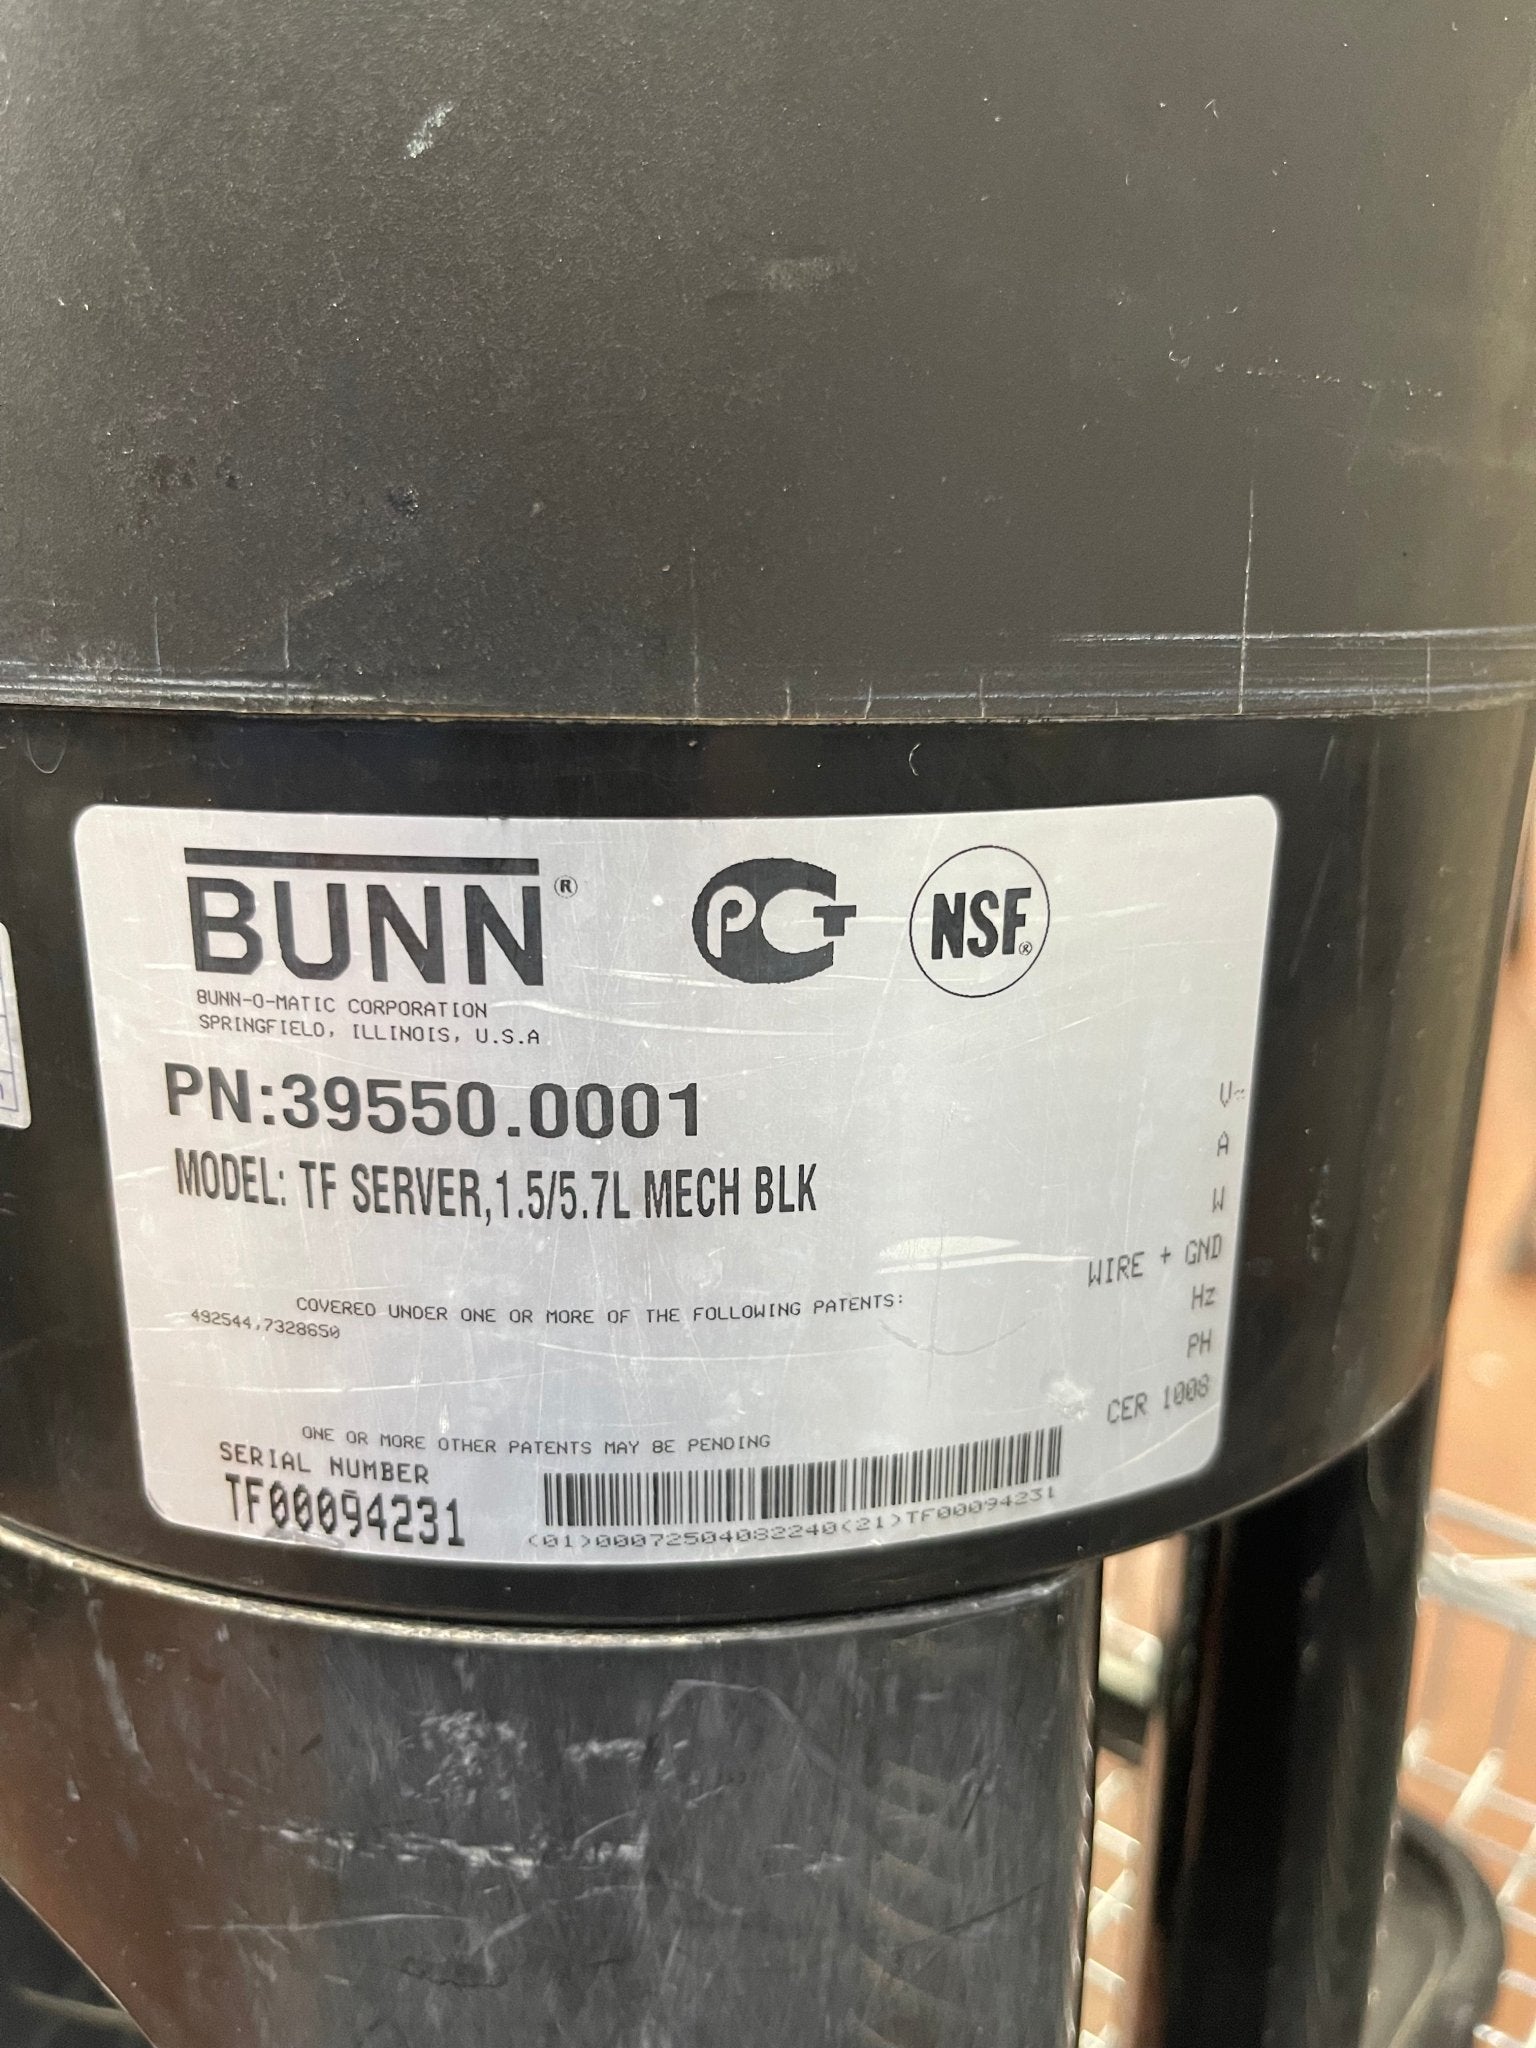 BUNN®
PCT
NSF®
BUNN-O-MATIC CORPORATION
SPRINGFIELD, ILLINOIS, U.S.A
PN:39550.0001
MODEL: TF SERVER,1.5/5.7L MECH BLK
V~
A
W
WIRE + GND
Hz
PH
CER 1008
COVERED UNDER ONE OR MORE OF THE FOLLOWING PATENTS:
492544,7328650
ONE OR MORE OTHER PATENTS MAY BE PENDING
SERIAL NUMBER
TF00094231
(01)00072504082240(21)TF00094231